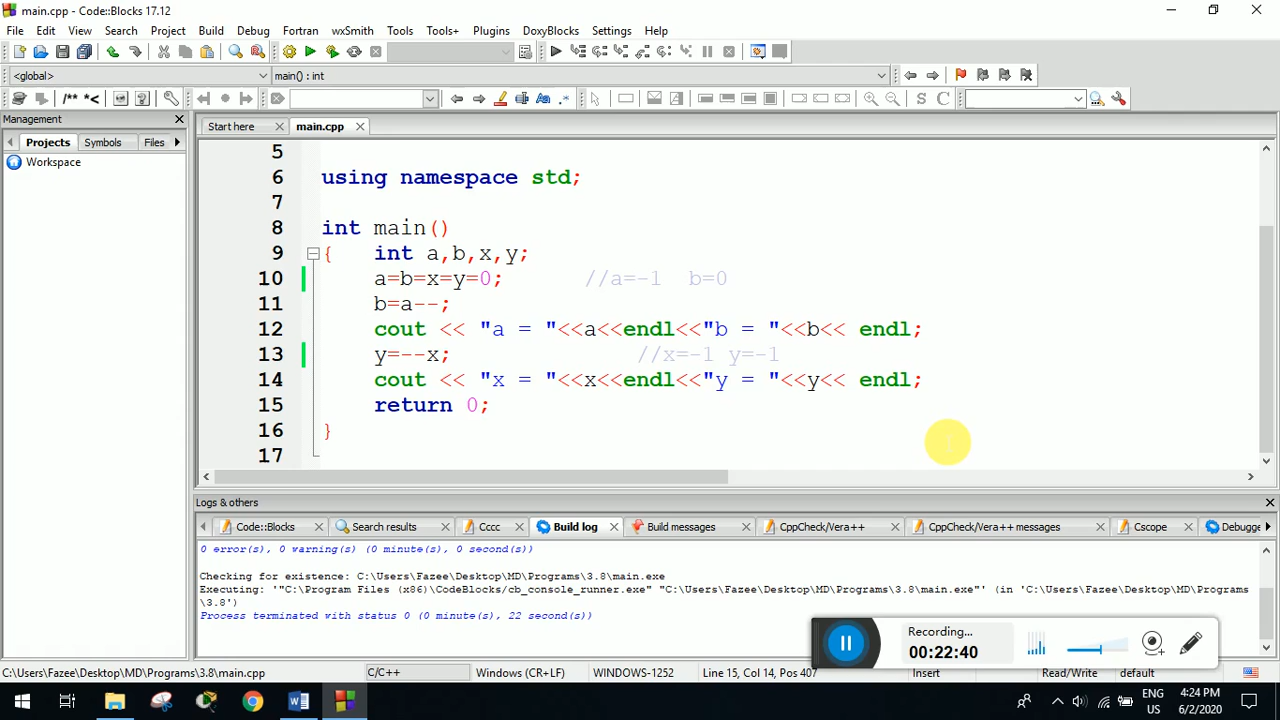 main.cpp - Code::Blocks 17.12
File Edit View Search Project Build Debug Fortran wxSmith Tools Tools+ Plugins DoxyBlocks Settings Help
<global> main() : int
/** *< S C
Management
Projects Symbols Files
Workspace
Start here main.cpp
5
6 using namespace std;
7
8 int main()
9 { int a,b,x,y;
10 a=b=x=y=0; //a=-1 b=0
11 b=a--;
12 cout << "a = "<<a<<endl<<"b = "<<b<< endl;
13 y=--x; //x=-1 y=-1
14 cout << "x = "<<x<<endl<<"y = "<<y<< endl;
15 return 0;
16 }
17
Logs & others
Code::Blocks Search results Cccc Build log Build messages CppCheck/Vera++ CppCheck/Vera++ messages Cscope Debugge
0 error(s), 0 warning(s) (0 minute(s), 0 second(s))
Checking for existence: C:\Users\Fazee\Desktop\MD\Programs\3.8\main.exe
Executing: '"C:\Program Files (x86)\CodeBlocks/cb_console_runner.exe" "C:\Users\Fazee\Desktop\MD\Programs\3.8\main.exe"' (in 'C:\Users\Fazee\Desktop\MD\Programs
\3.8')
Process terminated with status 0 (0 minute(s), 22 second(s))
Recording...
00:22:40
C:\Users\Fazee\Desktop\MD\Programs\3.8\main.cpp C/C++ Windows (CR+LF) WINDOWS-1252 Line 15, Col 14, Pos 407 Insert Read/Write default
ENG
US
4:24 PM
6/2/2020